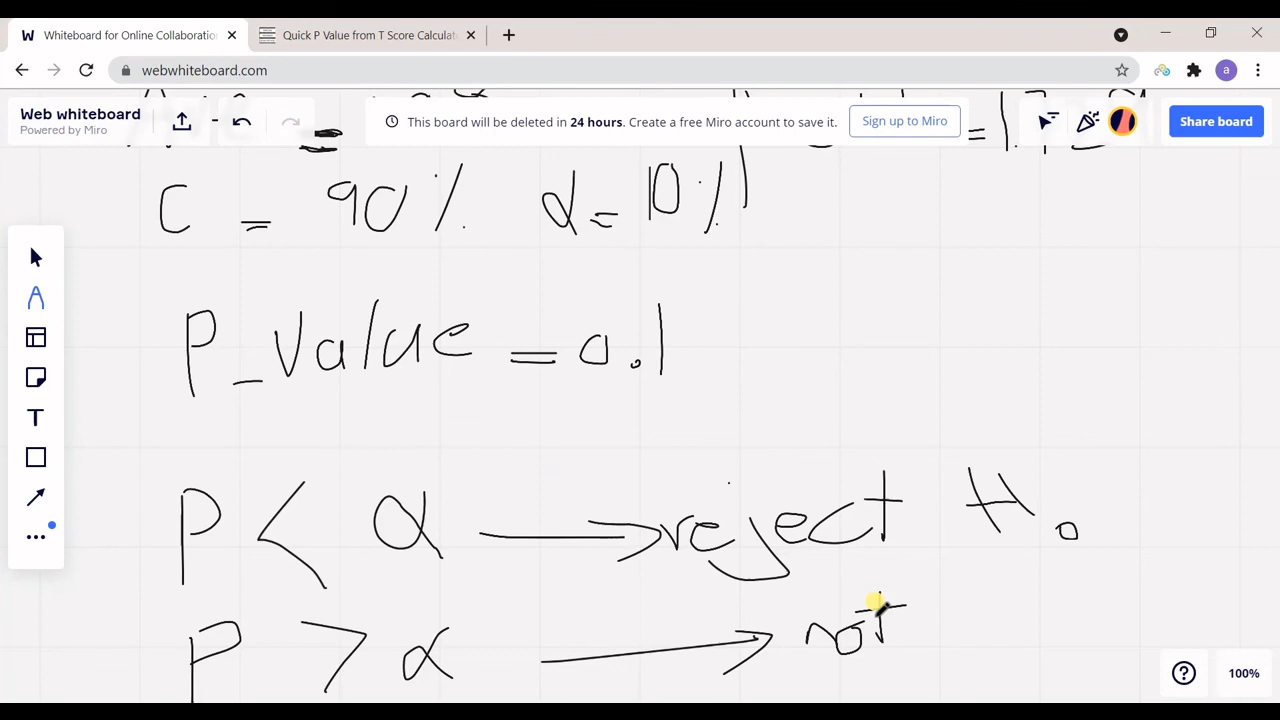 Whiteboard for Online Collaboratio
Quick P Value from T Score Calculat
webwhiteboard.com
a
Web whiteboard
Powered by Miro
The board will be deleted in 24 hours. Create a free Miro account to save it.
Sign up to Miro
Share board
C = 90% α = 10%
P_Value = 0.1
T
P < α → reject H0
P > α → not
?
100%